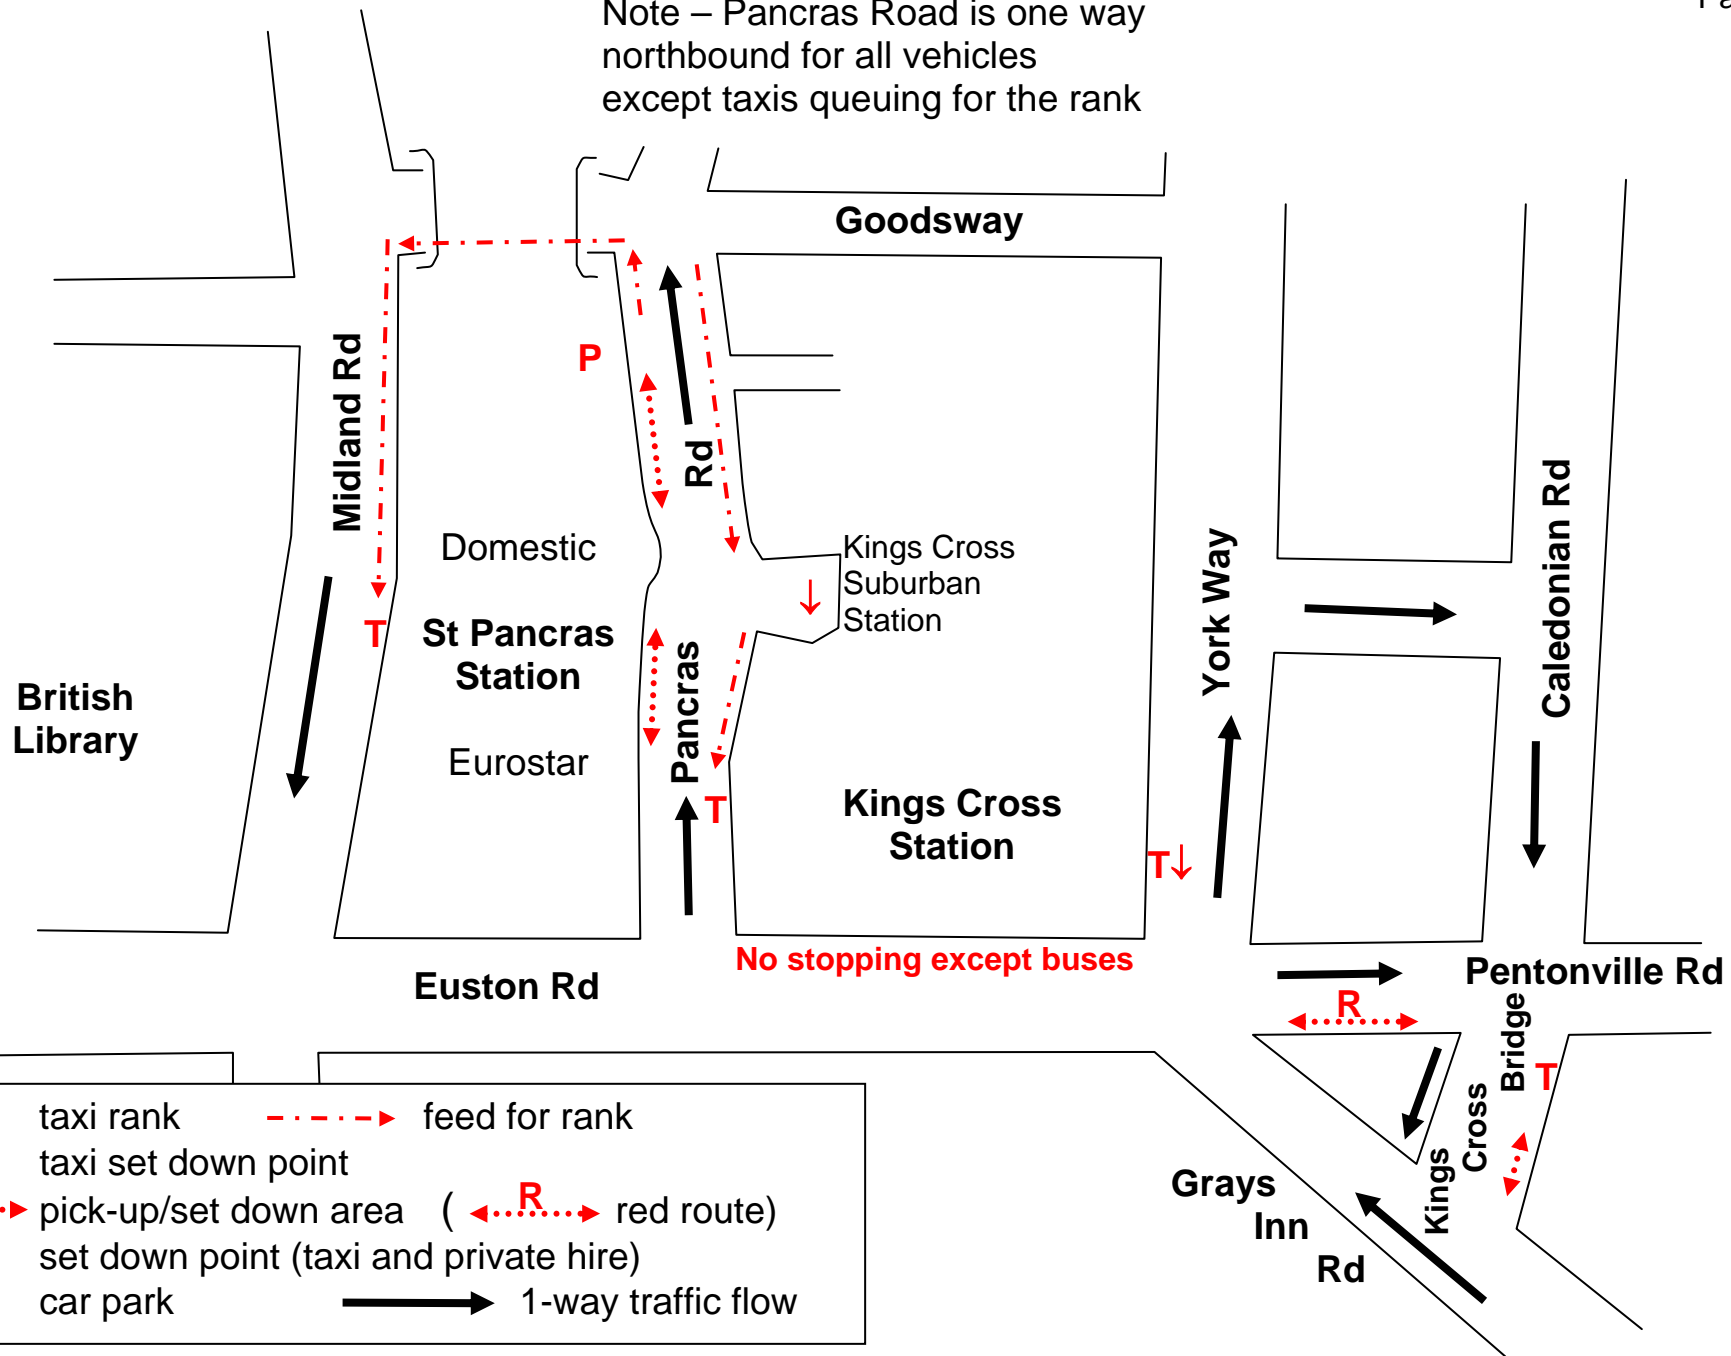 Note – Pancras Road is one way
northbound for all vehicles
except taxis queuing for the rank
Goodsway
Midland Rd
P
Rd
Domestic
Kings Cross
Suburban
Station
↓
York Way
Caledonian Rd
T
St Pancras
Station
Pancras
British
Library
Eurostar
T
Kings Cross
Station
T↓
No stopping except buses
Euston Rd
Pentonville Rd
R
Kings
Cross
Bridge
T
Grays
Inn
Rd
taxi rank
feed for rank
taxi set down point
pick-up/set down area ( R red route)
set down point (taxi and private hire)
car park
1-way traffic flow